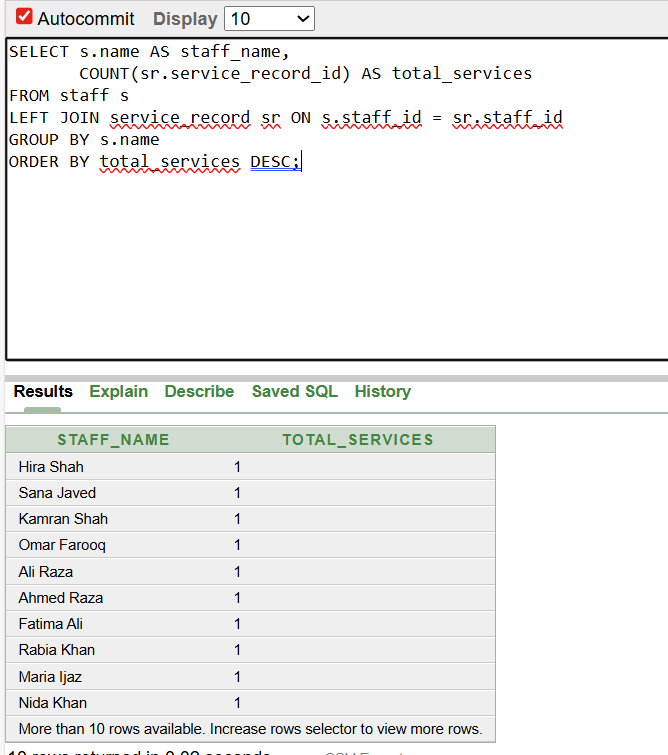 Autocommit Display 10
SELECT s.name AS staff_name,
       COUNT(sr.service_record_id) AS total_services
FROM staff s
LEFT JOIN service_record sr ON s.staff_id = sr.staff_id
GROUP BY s.name
ORDER BY total_services DESC;
Results Explain Describe Saved SQL History
STAFF_NAME TOTAL_SERVICES
Hira Shah 1
Sana Javed 1
Kamran Shah 1
Omar Farooq 1
Ali Raza 1
Ahmed Raza 1
Fatima Ali 1
Rabia Khan 1
Maria Ijaz 1
Nida Khan 1
More than 10 rows available. Increase rows selector to view more rows.